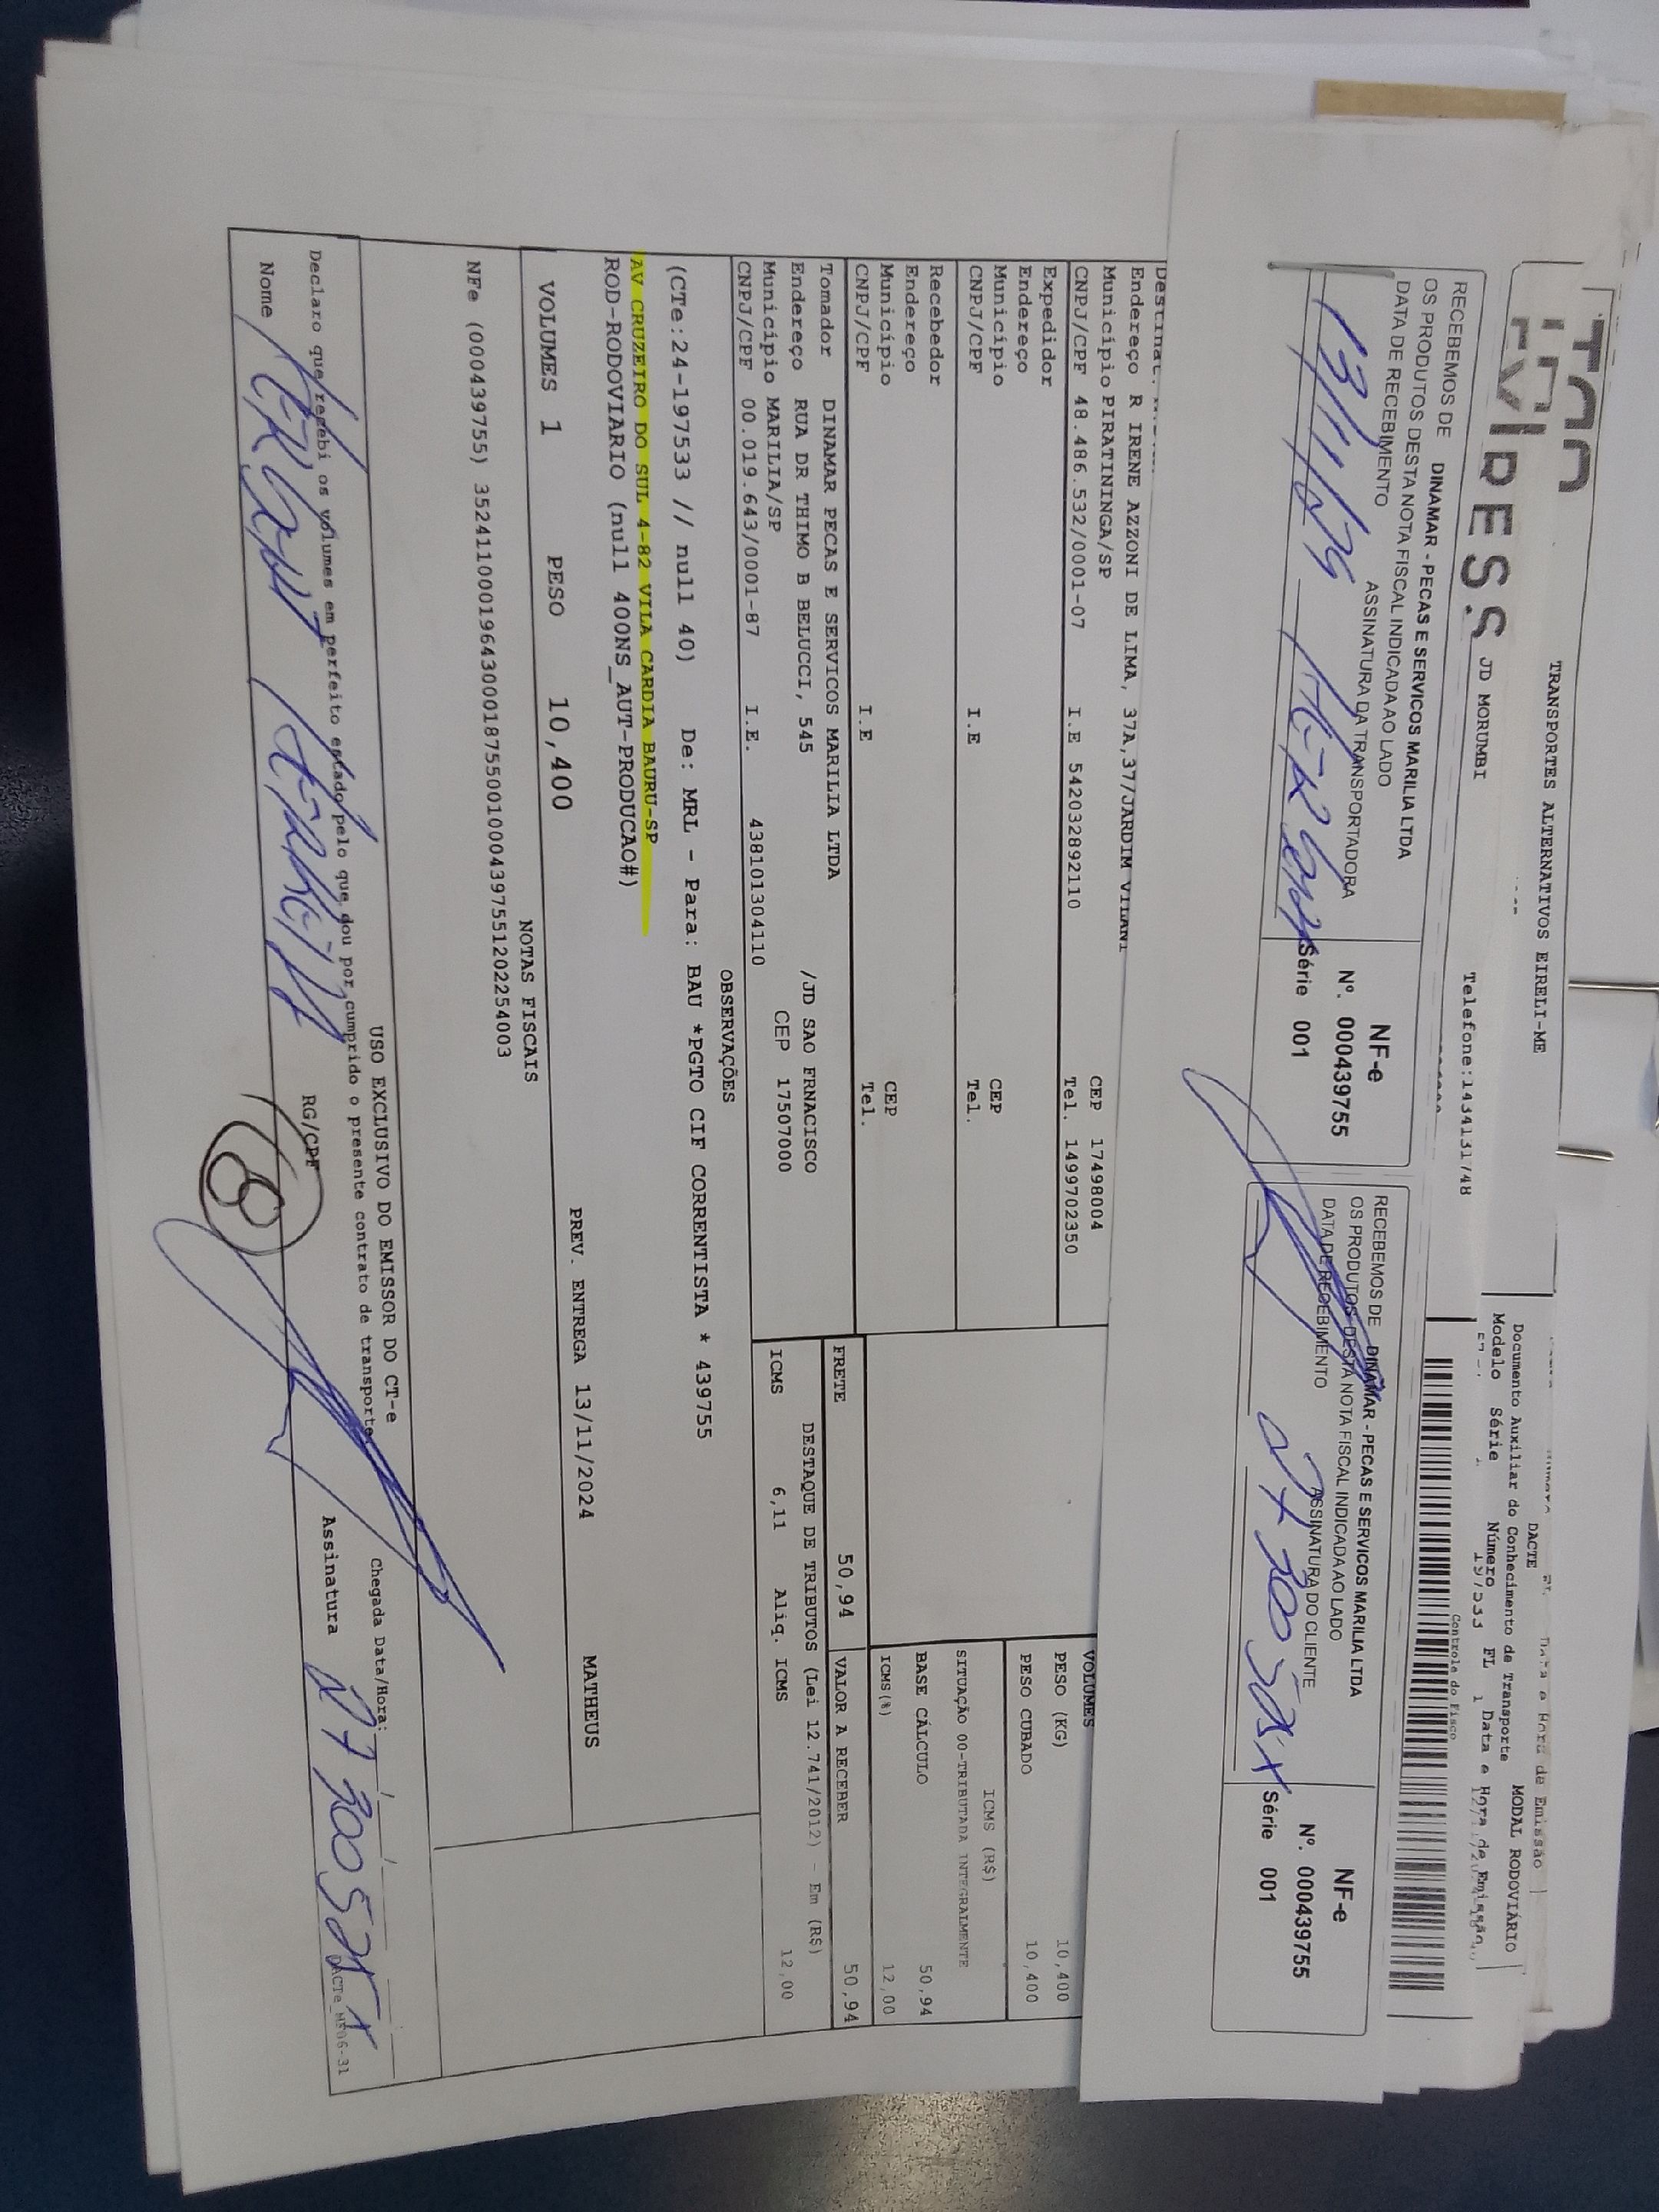 TRANSPORTES ALTERNATIVOS EIRELI-ME
JD MORUMBI
Telefone:1434131748
DACTE
Documento Auxiliar do Conhecimento de Transporte
MODAL RODOVIÁRIO
Modelo Série Número FL Data e Hora de Emissão
1
Controle do Fisco
RECEBEMOS DE DINAMAR - PECAS E SERVICOS MARILIA LTDA
OS PRODUTOS DESTA NOTA FISCAL INDICADA AO LADO
DATA DE RECEBIMENTO ASSINATURA DA TRANSPORTADORA
NF-e
Nº. 000439755
Série 001
RECEBEMOS DE DINAMAR - PECAS E SERVICOS MARILIA LTDA
OS PRODUTOS DESTA NOTA FISCAL INDICADA AO LADO
DATA DE RECEBIMENTO ASSINATURA DO CLIENTE
NF-e
Nº. 000439755
Série 001
Endereço R IRENE AZZONI DE LIMA, 37A,37/JARDIM VILANI
Município PIRATININGA/SP CEP 17498004
CNPJ/CPF 48.486.532/0001-07 I.E 542032892110 Tel. 1499702350
Expedidor
Endereço
Município CEP
CNPJ/CPF I.E Tel.
Recebedor
Endereço
Município CEP
CNPJ/CPF I.E Tel.
VOLUMES
PESO (KG) 10,400
PESO CUBADO 10,400
ICMS (R$)
SITUAÇÃO 00-TRIBUTADA INTEGRALMENTE
BASE CÁLCULO 50,94
ICMS(%) 12,00
Tomador DINAMAR PECAS E SERVICOS MARILIA LTDA
Endereço RUA DR THIMO B BELUCCI, 545 /JD SAO FRNACISCO
Município MARILIA/SP CEP 17507000
CNPJ/CPF 00.019.643/0001-87 I.E. 438101304110
FRETE 50,94 VALOR A RECEBER 50,94
DESTAQUE DE TRIBUTOS (Lei 12.741/2012) - Em (R$)
ICMS 6,11 Aliq. ICMS 12,00
OBSERVAÇÕES
(CTe:24-197533 // null 40) De: MRL - Para: BAU *PGTO CIF CORRENTISTA * 439755
AV CRUZEIRO DO SUL 4-82 VILA CARDIA BAURU-SP
ROD-RODOVIARIO (null 400NS_AUT-PRODUCAO#)
VOLUMES 1 PESO 10,400 PREV. ENTREGA 13/11/2024 MATHEUS
NOTAS FISCAIS
NFe (000439755) 35241100019643000187550010004397551202254003
USO EXCLUSIVO DO EMISSOR DO CT-e
Declaro que recebi os volumes em perfeito estado pelo que dou por cumprido o presente contrato de transporte
Chegada Data/Hora: / /
Nome RG/CPF Assinatura
DACTe_MF06-31